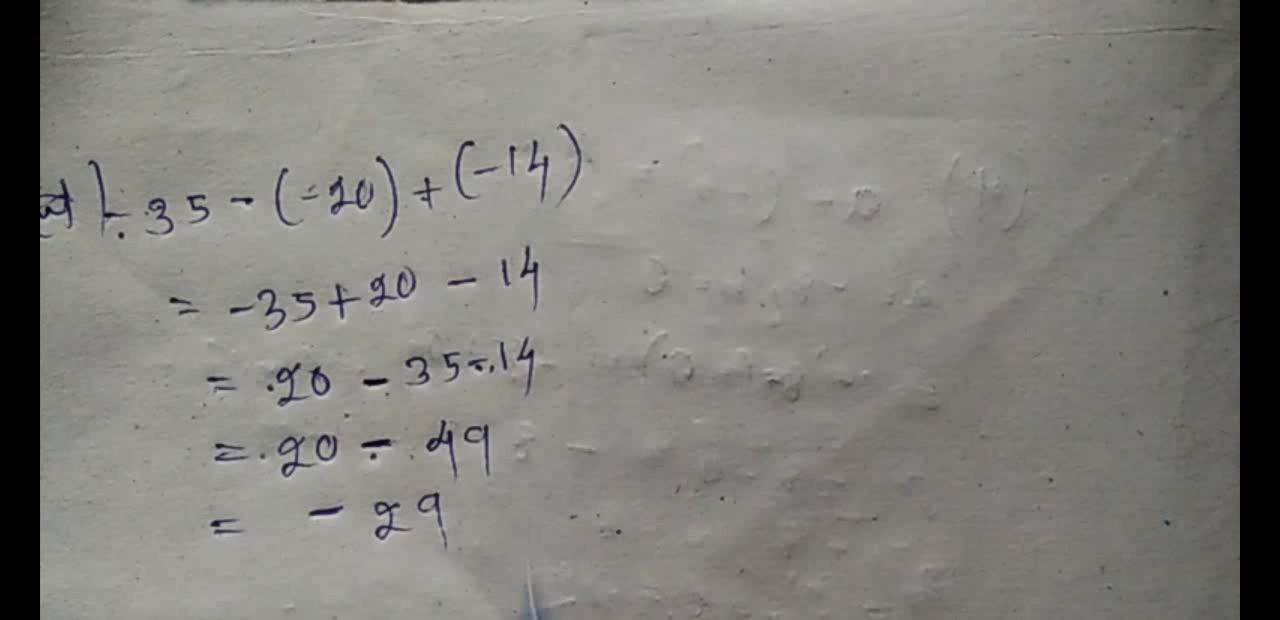 ) -35 - (-20) + (-14)
= -35 + 20 - 14
= 20 - 35 - 14
= 20 - 49
= - 29